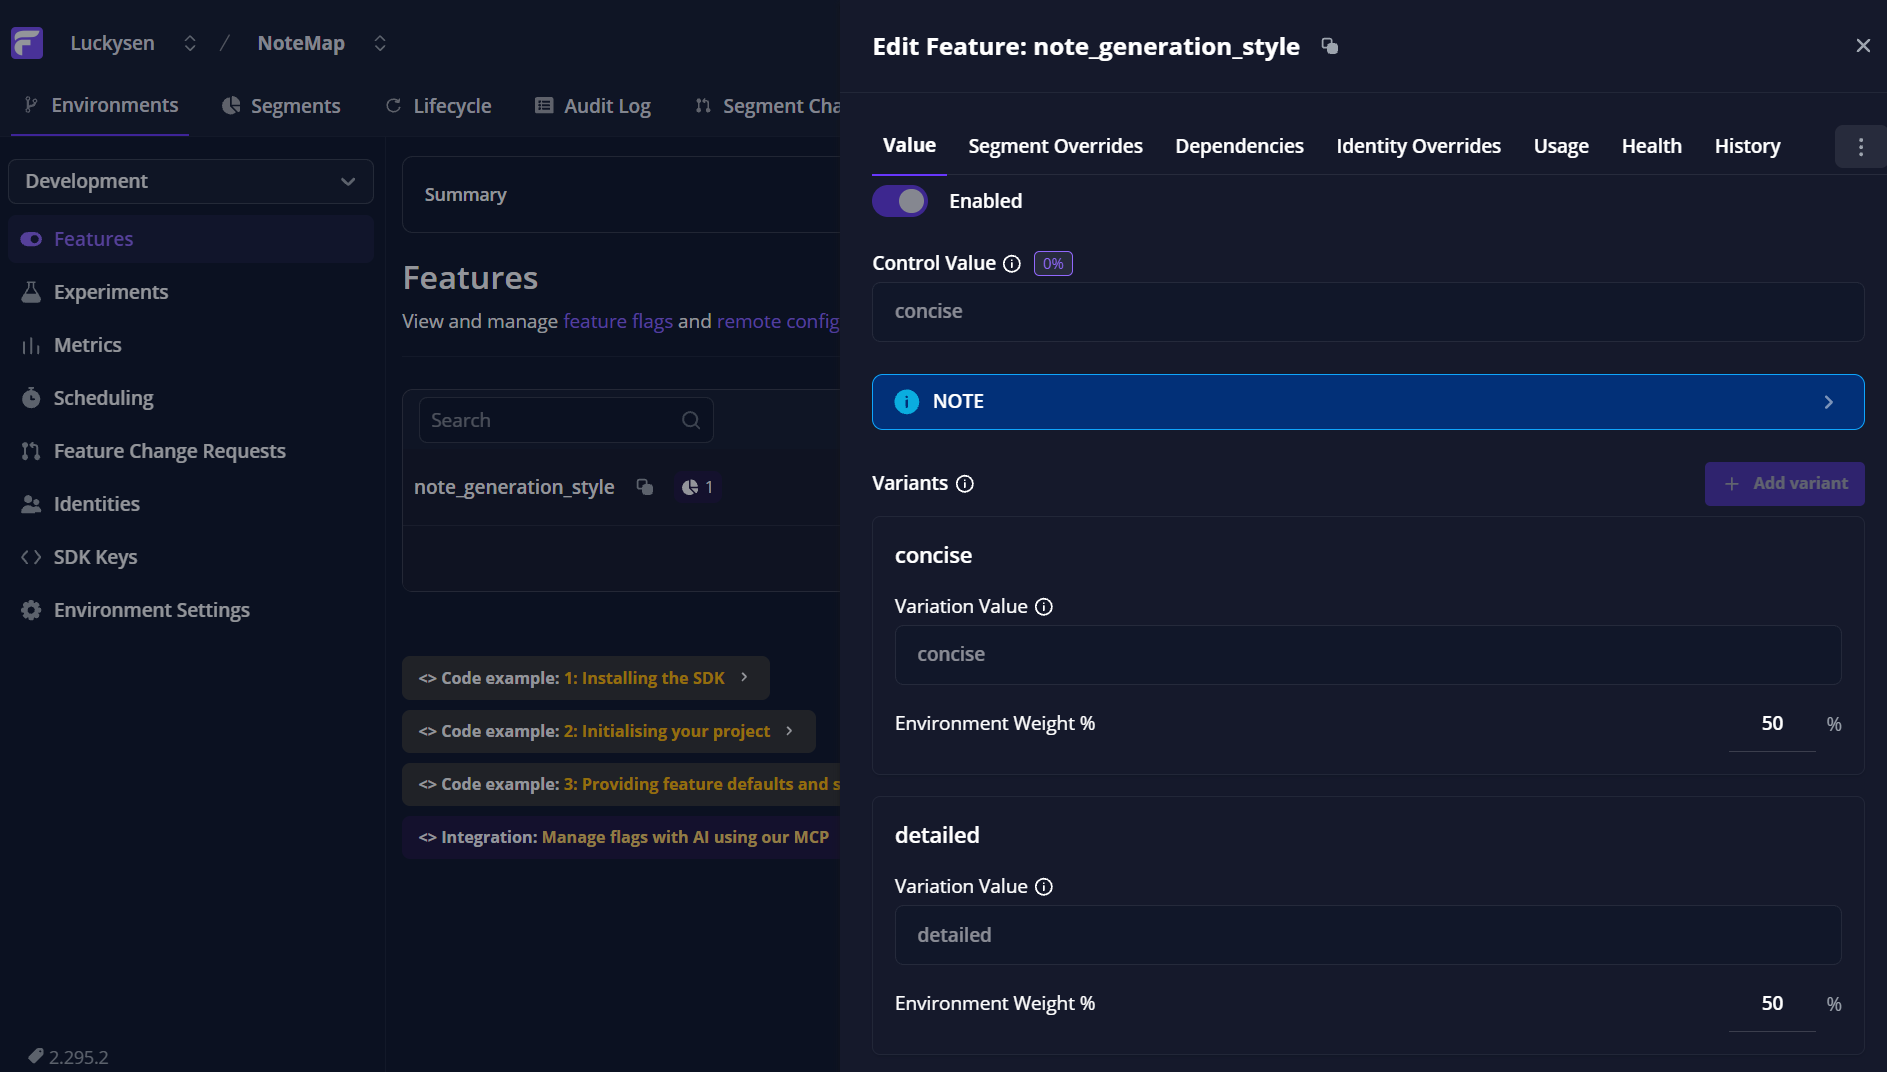 Luckysen / NoteMap
Environments Segments Lifecycle Audit Log Segment Cha
Development
Features
Experiments
Metrics
Scheduling
Feature Change Requests
Identities
SDK Keys
Environment Settings
2.295.2
Summary
Features
View and manage feature flags and remote config
Search
note_generation_style 1
<> Code example: 1: Installing the SDK
<> Code example: 2: Initialising your project
<> Code example: 3: Providing feature defaults and s
<> Integration: Manage flags with AI using our MCP
Edit Feature: note_generation_style
Value Segment Overrides Dependencies Identity Overrides Usage Health History
Enabled
Control Value 0%
concise
NOTE
Variants
+ Add variant
concise
Variation Value
concise
Environment Weight % 50 %
detailed
Variation Value
detailed
Environment Weight % 50 %